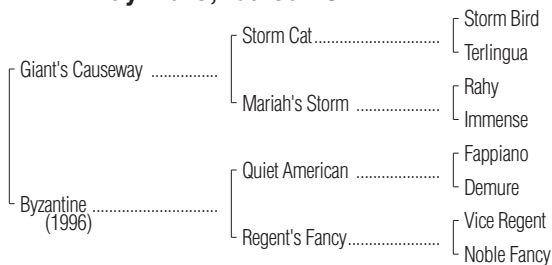 Storm Bird
Storm Cat
Terlingua
Giant's Causeway
Rahy
Mariah's Storm
Immense
Fappiano
Quiet American
Demure
Byzantine
(1996)
Vice Regent
Regent's Fancy
Noble Fancy